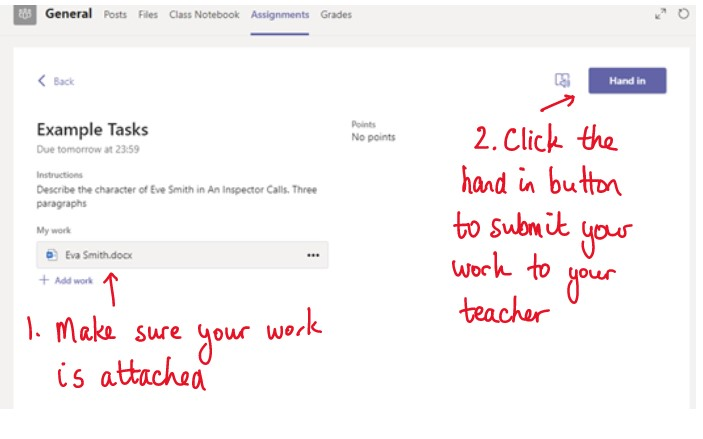 General Posts Files Class Notebook Assignments Grades
Back
Hand in
Example Tasks
Due tomorrow at 23:59
Points
No points
Instructions
Describe the character of Eve Smith in An Inspector Calls. Three
paragraphs
My work
Eva Smith.docx
+ Add work
1. Make sure your work
is attached
2. Click the
hand in button
to submit your
work to your
teacher